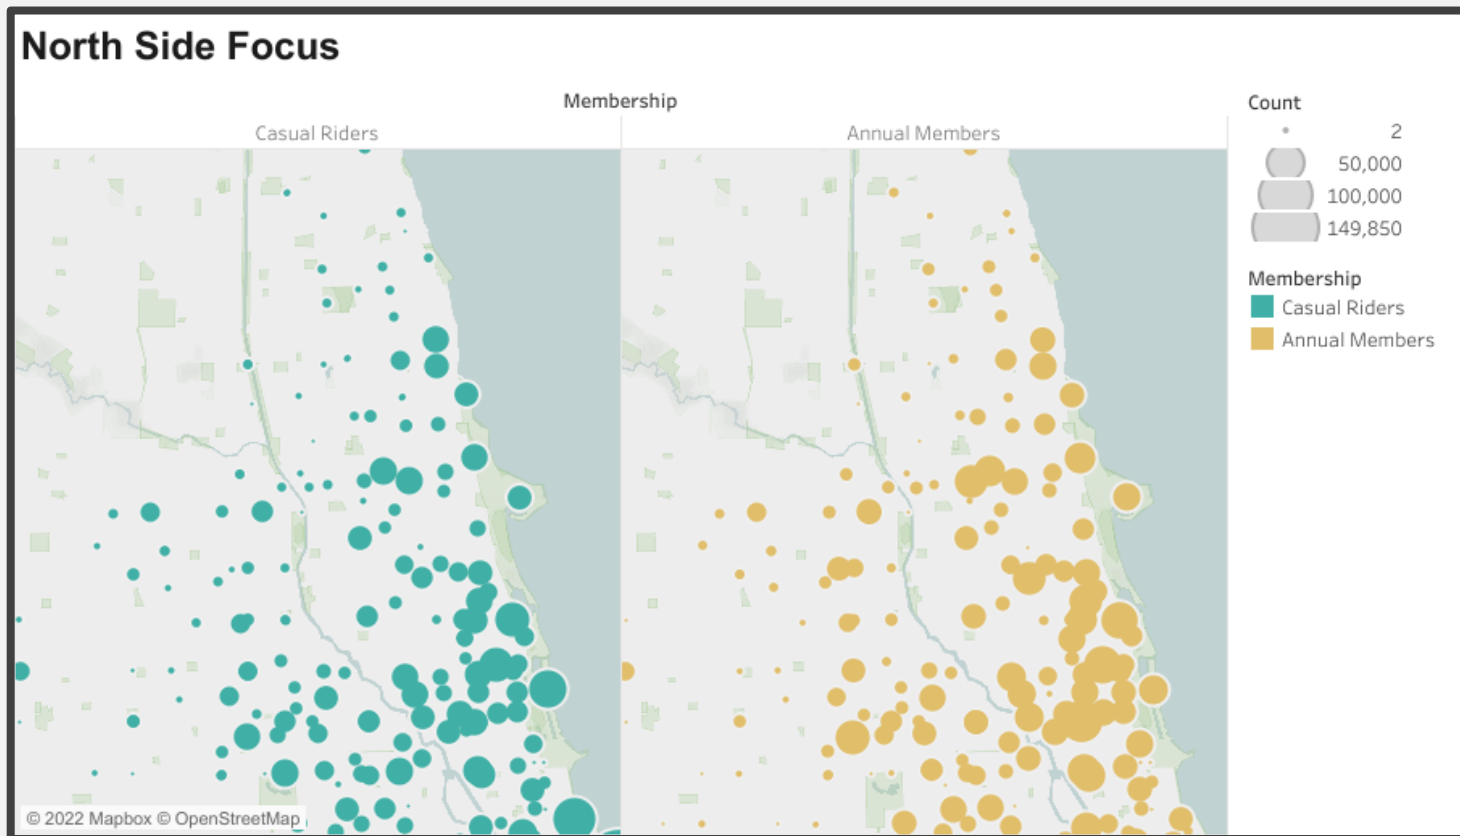 North Side Focus
Membership
Casual Riders
Annual Members
© 2022 Mapbox © OpenStreetMap
Count
2
50,000
100,000
149,850
Membership
Casual Riders
Annual Members